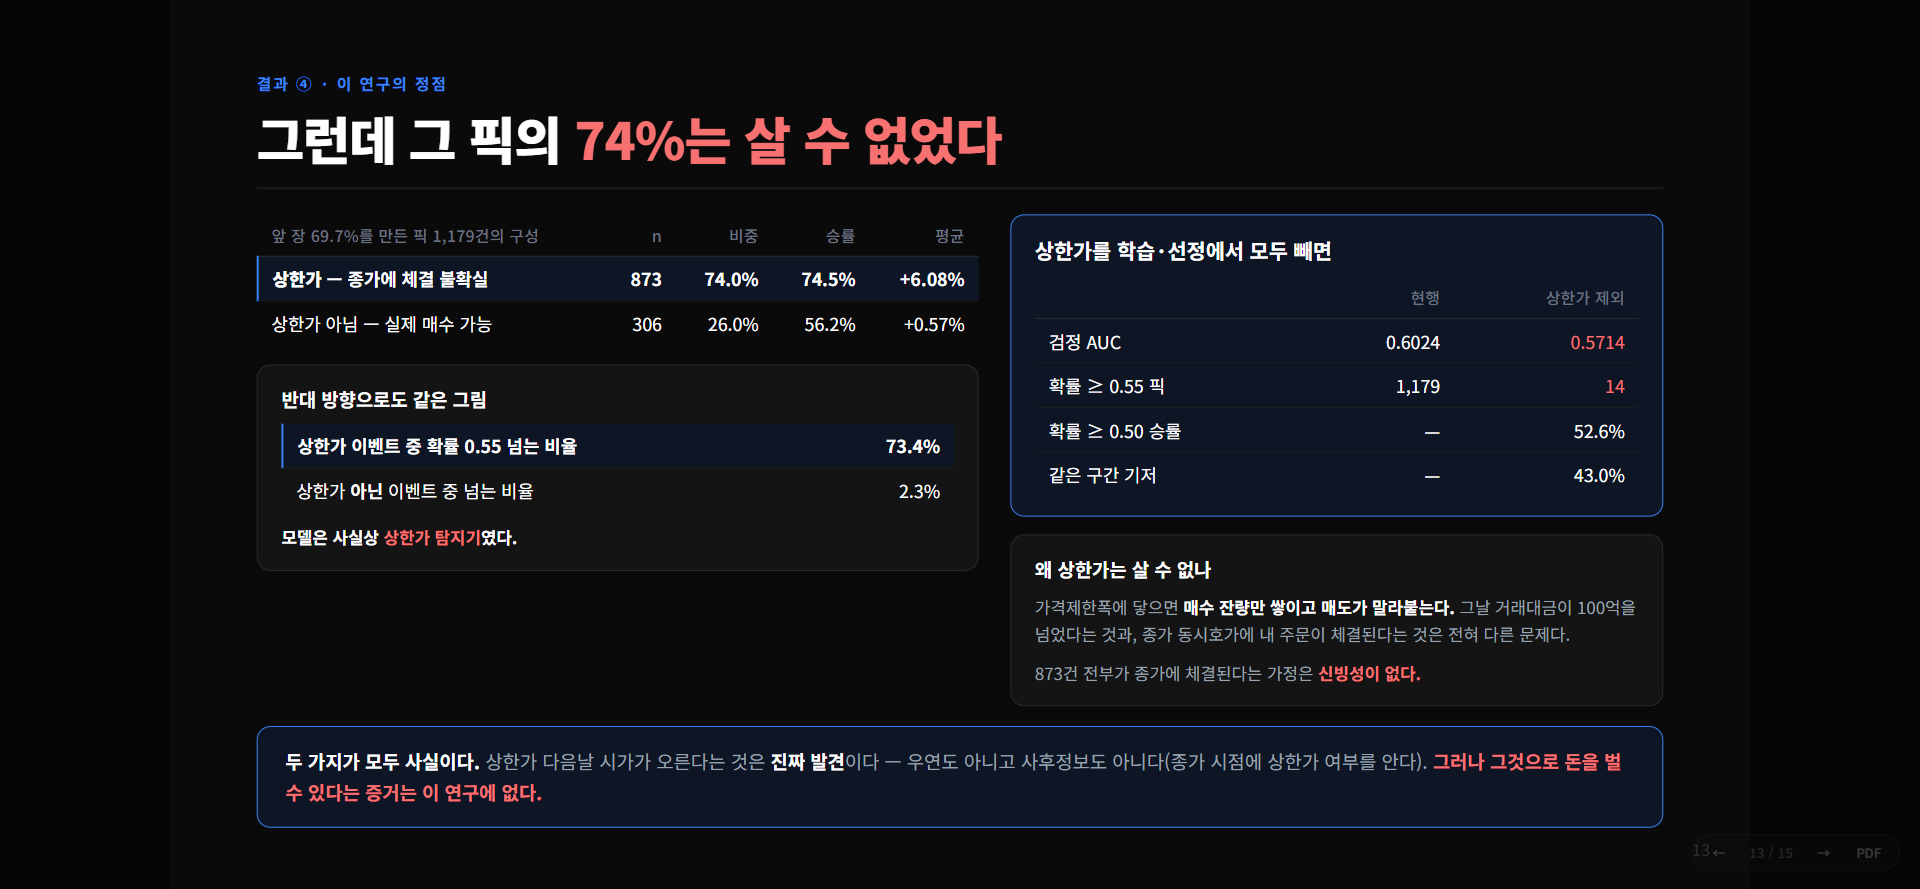 결과 ④ · 이 연구의 정점
그런데 그 픽의 74%는 살 수 없었다
앞 장 69.7%를 만든 픽 1,179건의 구성 n 비중 승률 평균
상한가 — 종가에 체결 불확실 873 74.0% 74.5% +6.08%
상한가 아님 — 실제 매수 가능 306 26.0% 56.2% +0.57%
반대 방향으로도 같은 그림
상한가 이벤트 중 확률 0.55 넘는 비율 73.4%
상한가 아닌 이벤트 중 넘는 비율 2.3%
모델은 사실상 상한가 탐지기였다.
상한가를 학습·선정에서 모두 빼면
현행 상한가 제외
검정 AUC 0.6024 0.5714
확률 ≥ 0.55 픽 1,179 14
확률 ≥ 0.50 승률 — 52.6%
같은 구간 기저 — 43.0%
왜 상한가는 살 수 없나
가격제한폭에 닿으면 매수 잔량만 쌓이고 매도가 말라붙는다. 그날 거래대금이 100억을
넘었다는 것과, 종가 동시호가에 내 주문이 체결된다는 것은 전혀 다른 문제다.
873건 전부가 종가에 체결된다는 가정은 신빙성이 없다.
두 가지가 모두 사실이다. 상한가 다음날 시가가 오른다는 것은 진짜 발견이다 — 우연도 아니고 사후정보도 아니다(종가 시점에 상한가 여부를 안다). 그러나 그것으로 돈을 벌
수 있다는 증거는 이 연구에 없다.
13 ← 13 / 15 → PDF